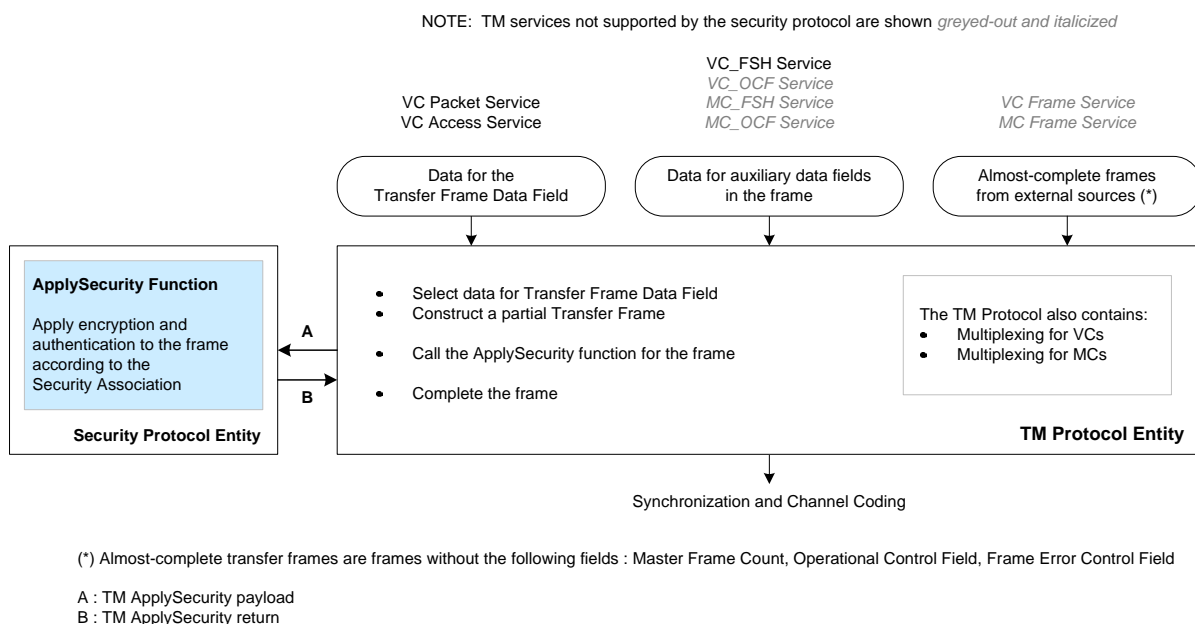 NOTE: TM services not supported by the security protocol are shown greyed-out and italicized
VC Packet Service
VC Access Service
VC_FSH Service
VC_OCF Service
MC_FSH Service
MC_OCF Service
VC Frame Service
MC Frame Service
Data for the
Transfer Frame Data Field
Data for auxiliary data fields
in the frame
Almost-complete frames
from external sources (*)
ApplySecurity Function
Apply encryption and
authentication to the frame
according to the
Security Association
Security Protocol Entity
A
B
• Select data for Transfer Frame Data Field
• Construct a partial Transfer Frame
• Call the ApplySecurity function for the frame
• Complete the frame
The TM Protocol also contains:
• Multiplexing for VCs
• Multiplexing for MCs
TM Protocol Entity
Synchronization and Channel Coding
(*) Almost-complete transfer frames are frames without the following fields : Master Frame Count, Operational Control Field, Frame Error Control Field
A : TM ApplySecurity payload
B : TM ApplySecurity return